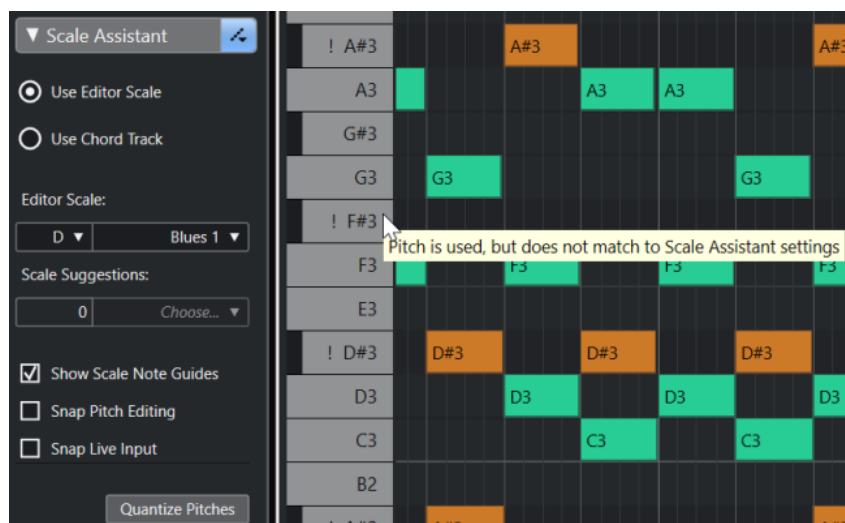 Scale Assistant
Use Editor Scale
Use Chord Track
Editor Scale:
D Blues 1
Scale Suggestions:
0 Choose...
Show Scale Note Guides
Snap Pitch Editing
Snap Live Input
Quantize Pitches
! A#3 A#3
A3 A3 A3
G#3
G3 G3 G3
! F#3
Pitch is used, but does not match to Scale Assistant settings
F3 F3 F3 F3
E3
! D#3 D#3 D#3 D#3
D3 D3 D3 D3
C3 C3 C3
B2